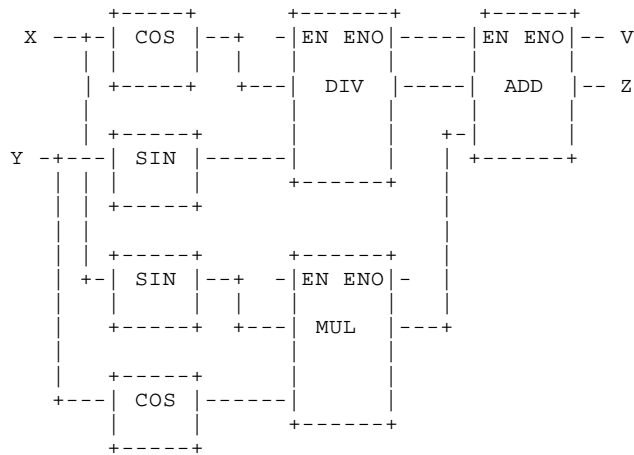 X COS EN ENO EN ENO V
DIV ADD Z
Y SIN
SIN EN ENO
MUL
COS